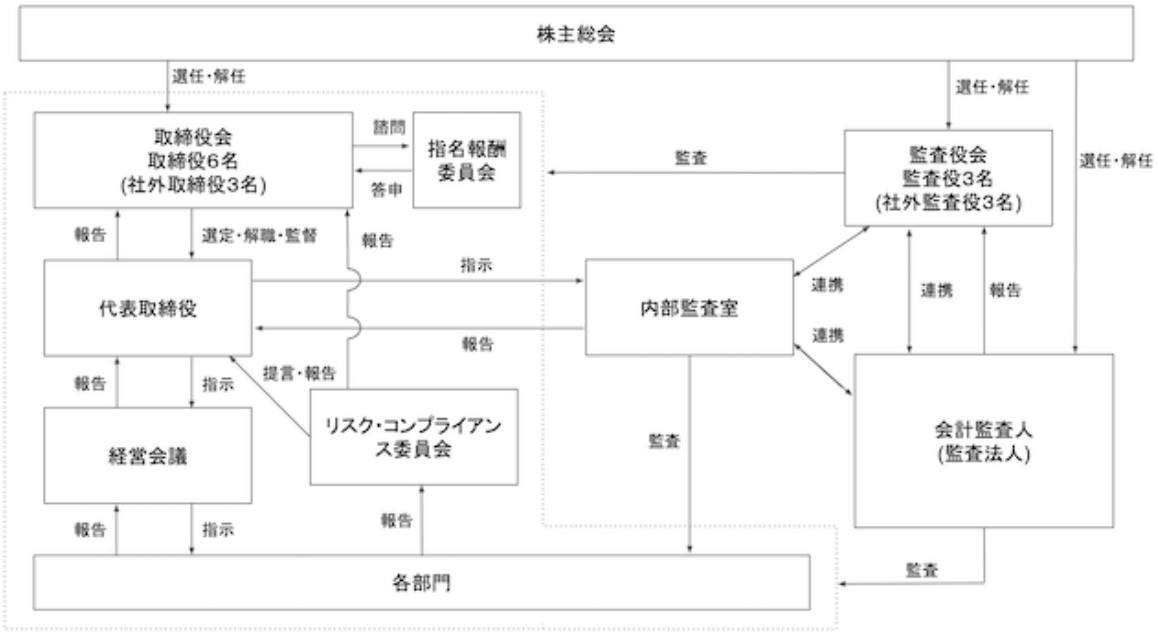 株主総会
選任・解任
選任・解任
選任・解任
取締役会
取締役6名
(社外取締役3名)
諮問
答申
指名報酬
委員会
監査
監査役会
監査役3名
(社外監査役3名)
報告
選定・解職・監督
報告
代表取締役
指示
報告
内部監査室
連携
連携
連携
報告
報告
指示
提言・報告
経営会議
リスク・コンプライアン
ス委員会
監査
会計監査人
(監査法人)
報告
指示
報告
各部門
監査